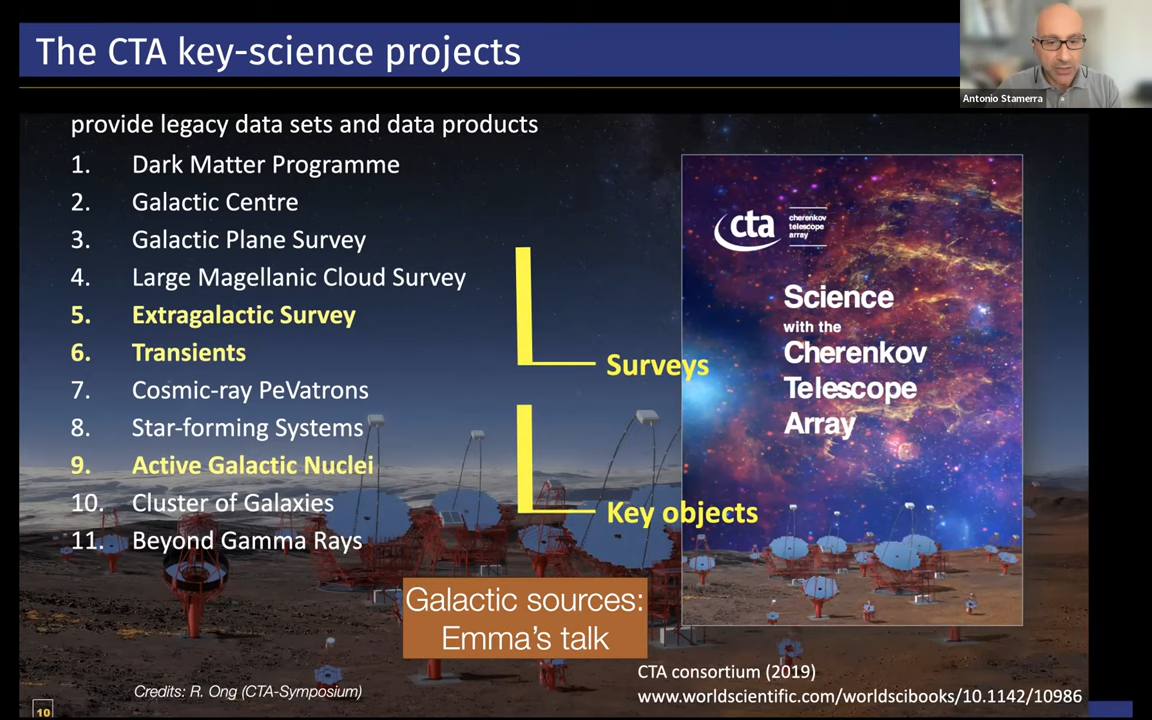 The CTA key-science projects
Antonio Stamerra
provide legacy data sets and data products
1. Dark Matter Programme
2. Galactic Centre
3. Galactic Plane Survey
4. Large Magellanic Cloud Survey
5. Extragalactic Survey
6. Transients
7. Cosmic-ray PeVatrons
8. Star-forming Systems
9. Active Galactic Nuclei
10. Cluster of Galaxies
11. Beyond Gamma Rays
Surveys
Key objects
cta
cherenkov
telescope
array
Science
with the
Cherenkov
Telescope
Array
Galactic sources:
Emma's talk
CTA consortium (2019)
www.worldscientific.com/worldscibooks/10.1142/10986
Credits: R. Ong (CTA-Symposium)
10